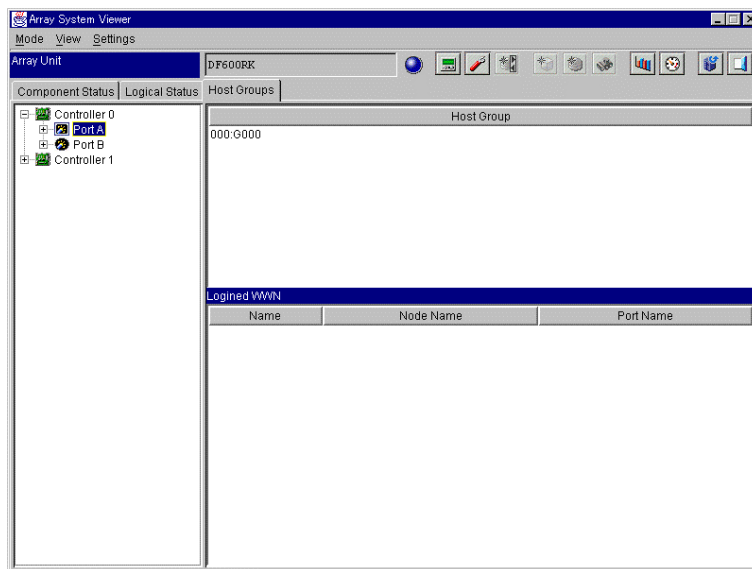 Array System Viewer
Mode View Settings
Array Unit
DF600RK
Component Status Logical Status Host Groups
Controller 0
Port A
Port B
Controller 1
Host Group
000:G000
Logined WWN
Name Node Name Port Name